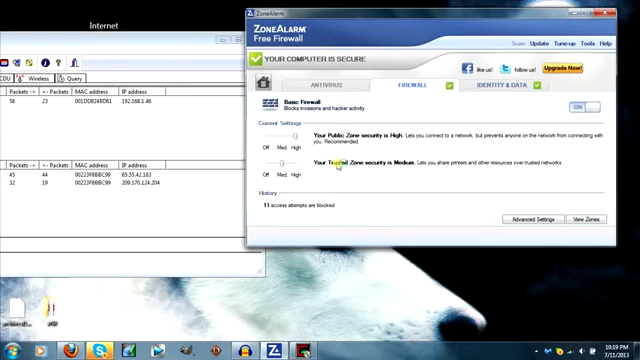 Internet
ZoneAlarm
ZONEALARM
Free Firewall
YOUR COMPUTER IS SECURE
Scan Update Tune-up Tools Help
like us! follow us! Upgrade Now!
ANTIVIRUS FIREWALL IDENTITY & DATA
Basic Firewall
Blocks invasions and hacker activity.
ON
Current Settings
Your Public Zone security is High. Lets you connect to a network, but prevents anyone on the network from connecting with
you. Recommended.
Off Med High
Your Trusted Zone security is Medium. Lets you share printers and other resources over trusted networks.
Off Med High
History
11 access attempts are blocked.
Advanced Settings View Zones
CDU Wireless Query
Packets -> <- Packets MAC address IP address
58 23 001DD824BD61 192.168.1.46
Packets -> <- Packets MAC address IP address
45 44 00223FBBBC99 65.55.42.183
32 19 00223FBBBC99 209.170.124.204
10:19 PM
7/11/2013